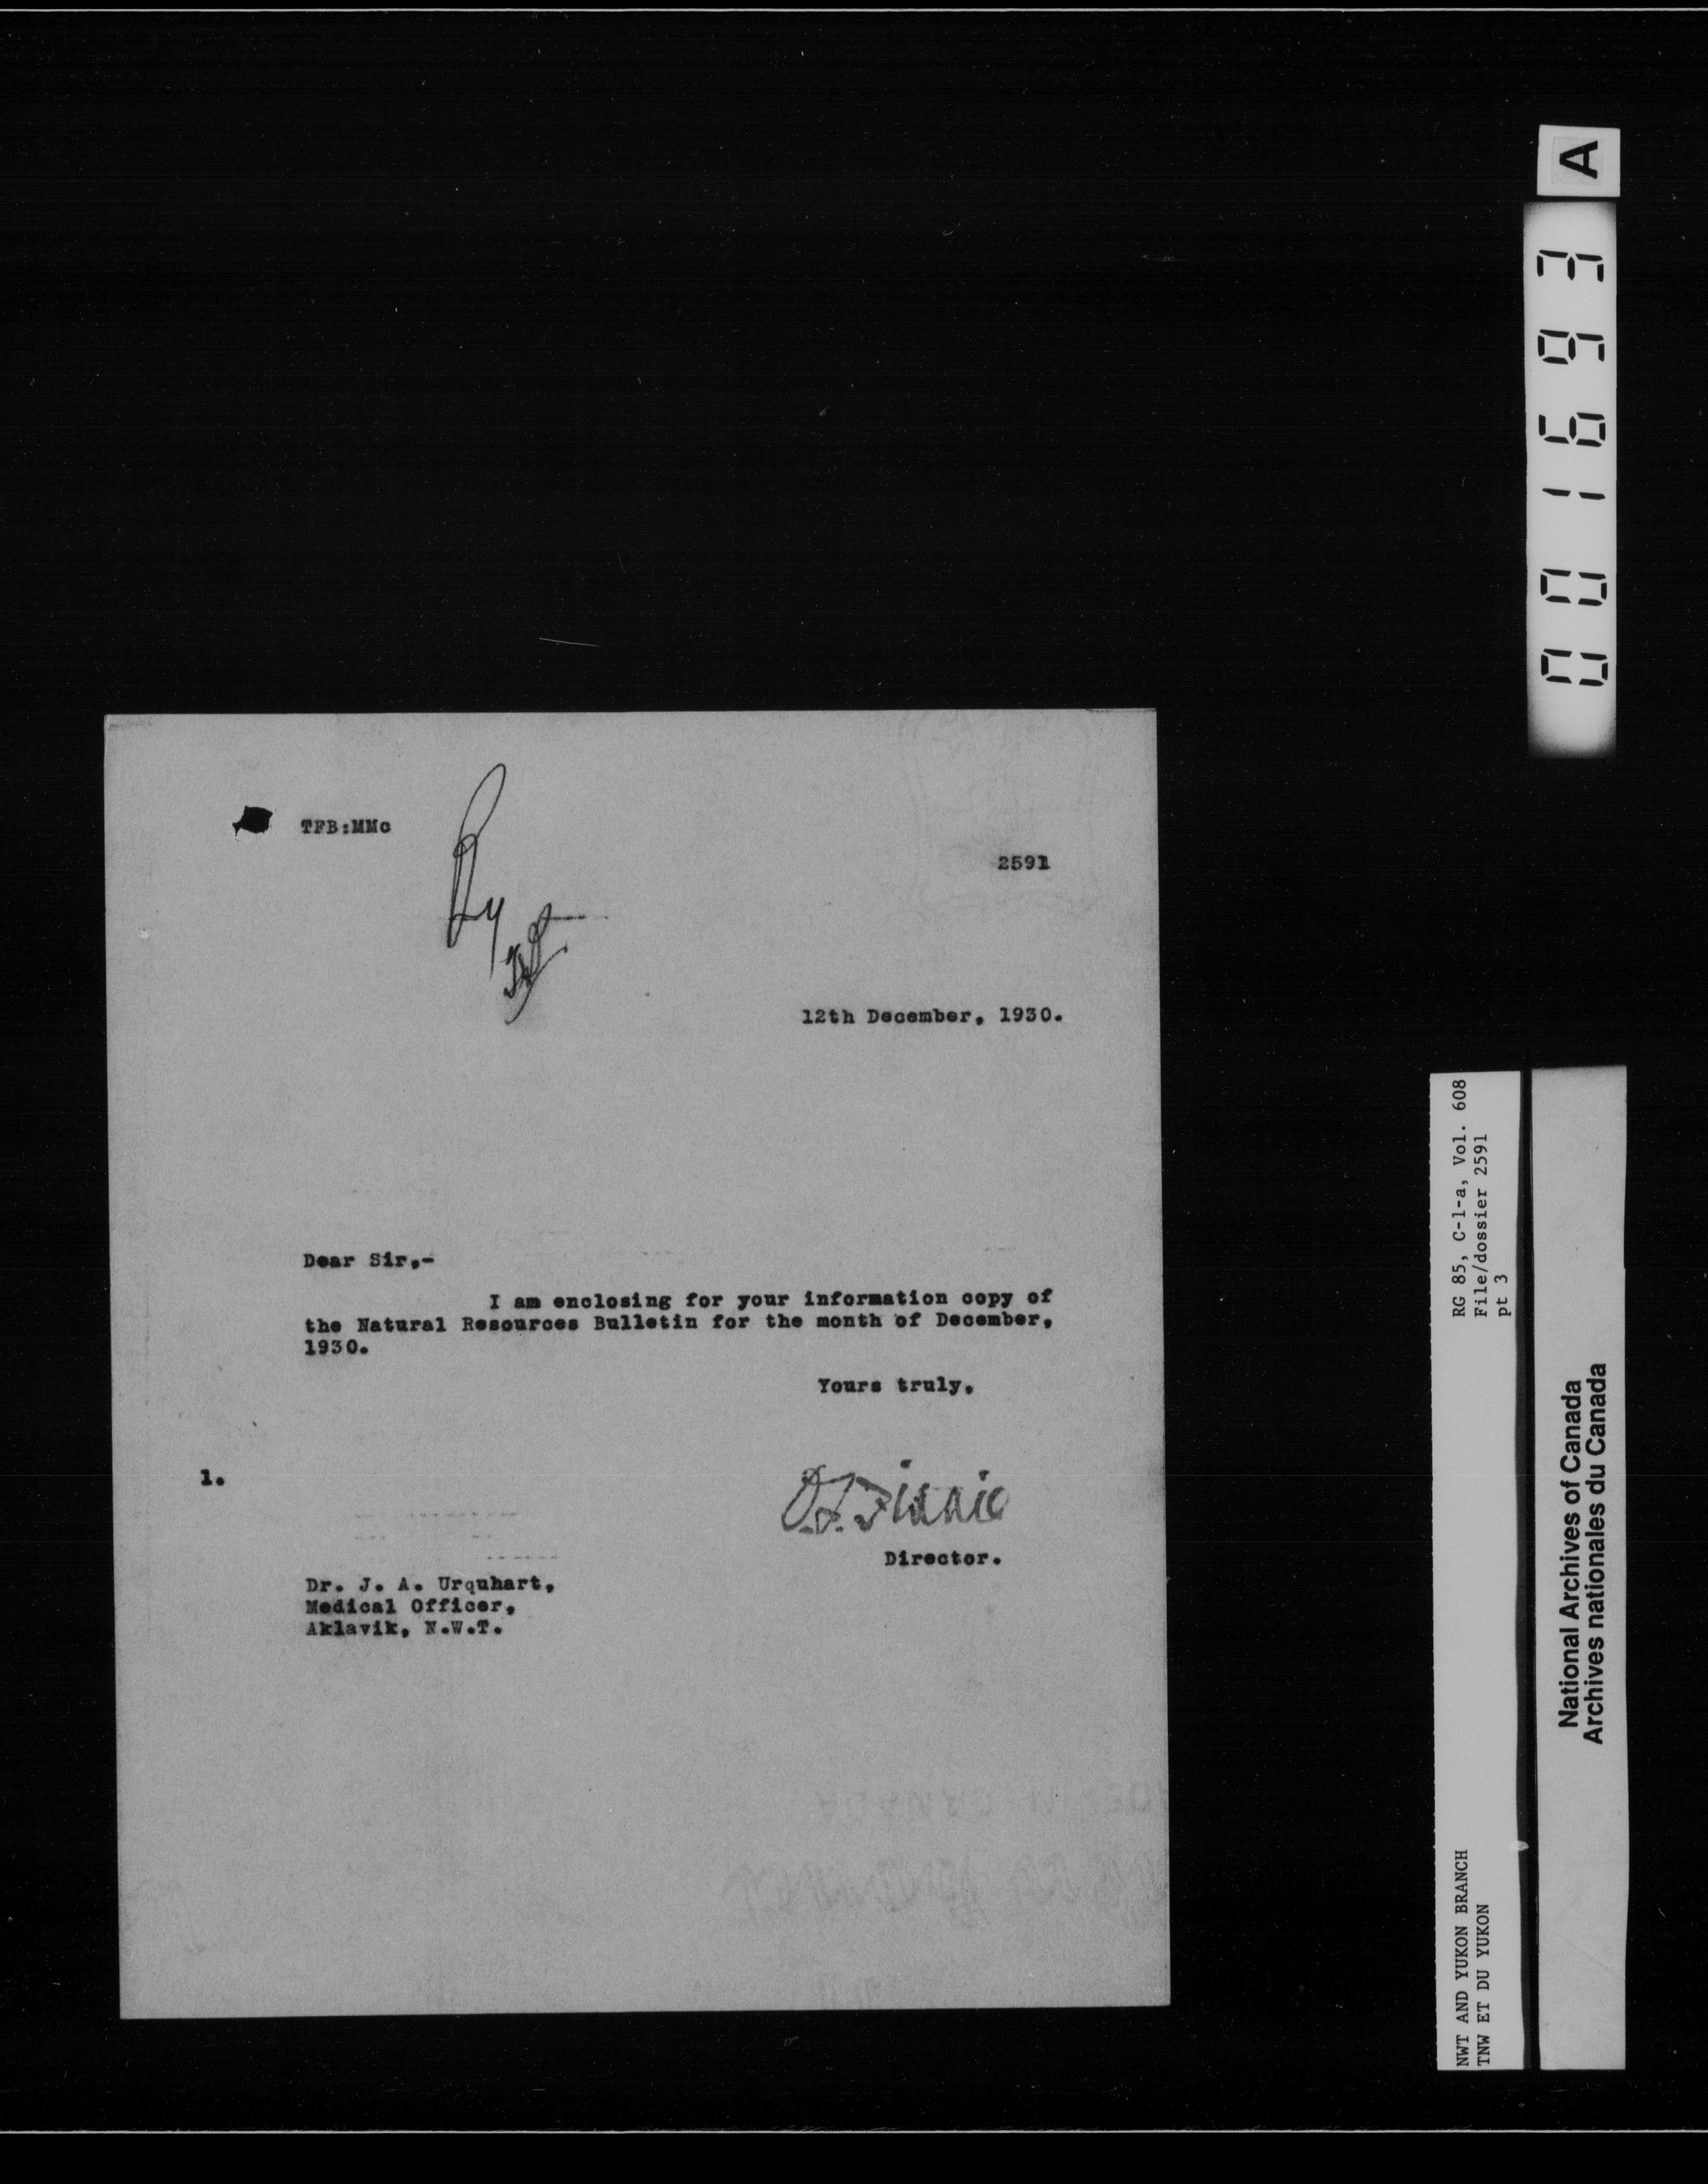 TFB:MMc
2591
12th December, 1930.
Dear Sir,-
I am enclosing for your information copy of
the Natural Resources Bulletin for the month of December,
1930.
Yours truly,
1.
O.S. Finnie
Director.
Dr. J. A. Urquhart,
Medical Officer,
Aklavik, N.W.T.
A
001693
RG 85, C-1-a, Vol. 608
File/dossier 2591
pt 3
NWT AND YUKON BRANCH
TNW ET DU YUKON
National Archives of Canada
Archives nationales du Canada